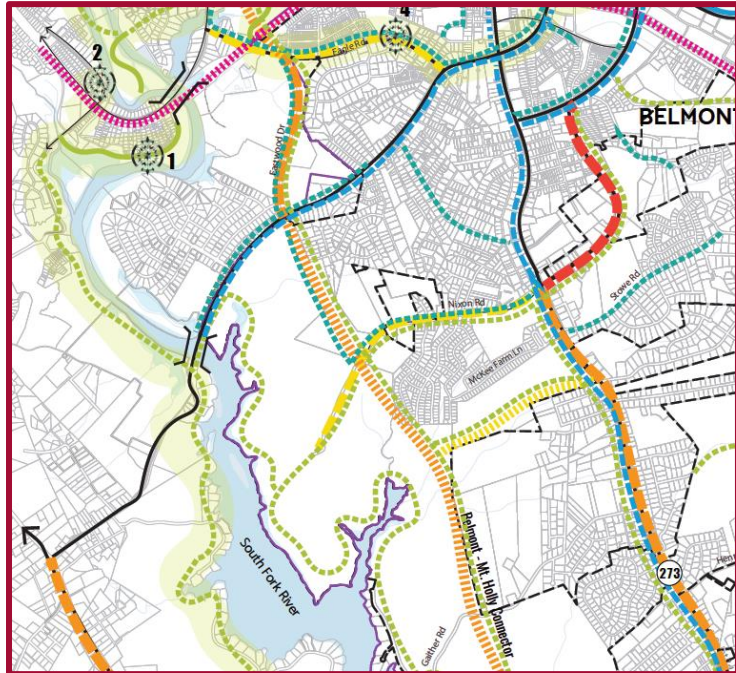 4
Eagle Rd
2
BELMONT
Eastwood Dr
1
Stowe Rd
Nixon Rd
McKee Farm Ln
Belmont - Mt. Holly Connector
South Fork River
273
Gaither Rd